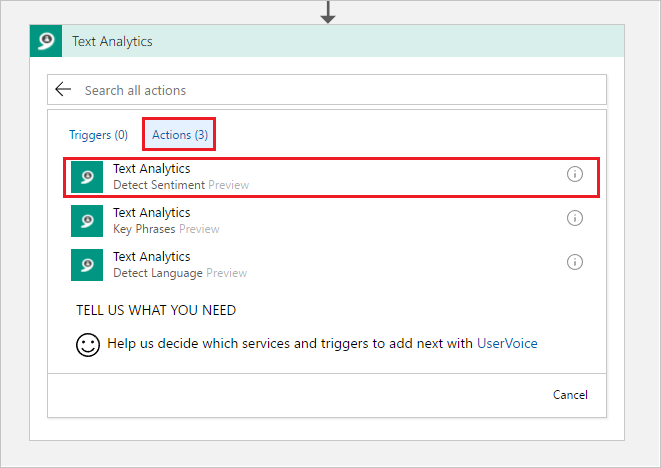 Text Analytics
Search all actions
Triggers (0) Actions (3)
Text Analytics
Detect Sentiment Preview
Text Analytics
Key Phrases Preview
Text Analytics
Detect Language Preview
TELL US WHAT YOU NEED
Help us decide which services and triggers to add next with UserVoice
Cancel